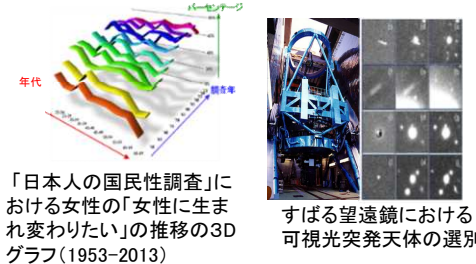 パーセンテージ
年代
調査年
「日本人の国民性調査」に
おける女性の「女性に生ま
れ変わりたい」の推移の3D
グラフ(1953-2013)
すばる望遠鏡における
可視光突発天体の選別